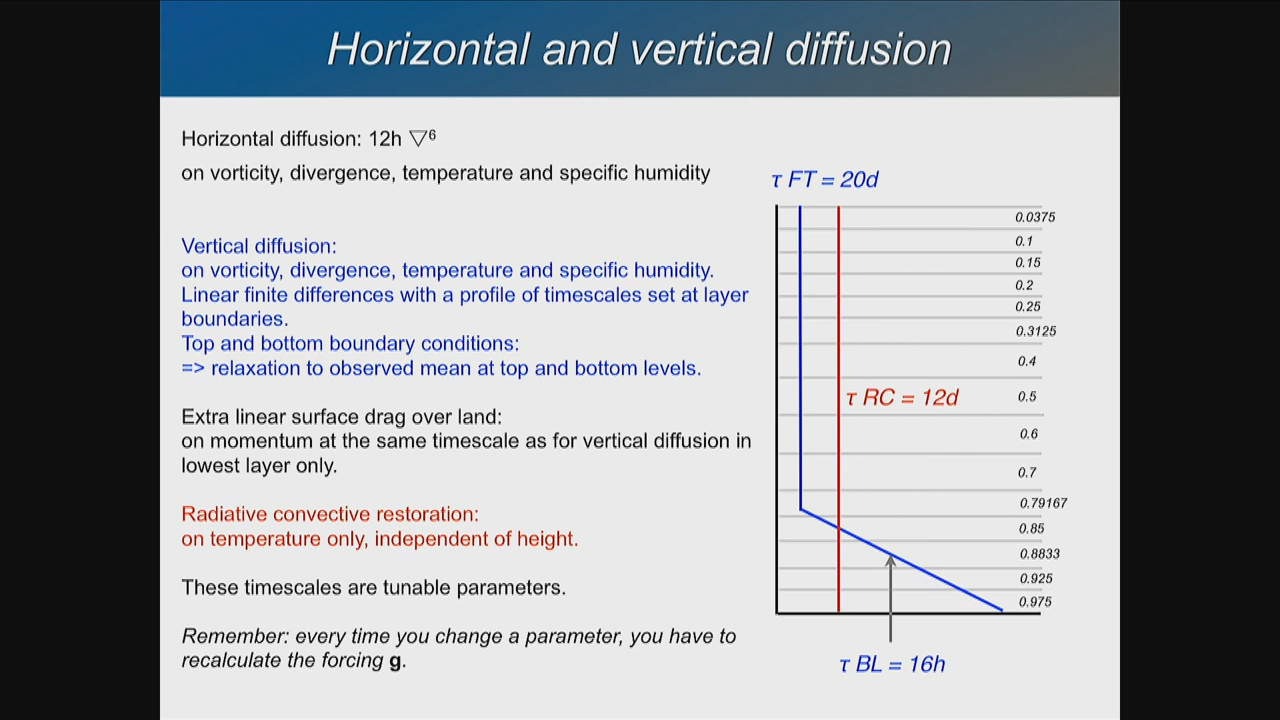 Horizontal and vertical diffusion
Horizontal diffusion: 12h ▽⁶
on vorticity, divergence, temperature and specific humidity
Vertical diffusion:
on vorticity, divergence, temperature and specific humidity.
Linear finite differences with a profile of timescales set at layer
boundaries.
Top and bottom boundary conditions:
=> relaxation to observed mean at top and bottom levels.
Extra linear surface drag over land:
on momentum at the same timescale as for vertical diffusion in
lowest layer only.
Radiative convective restoration:
on temperature only, independent of height.
These timescales are tunable parameters.
Remember: every time you change a parameter, you have to
recalculate the forcing g.
τ FT = 20d
0.0375
0.1
0.15
0.2
0.25
0.3125
0.4
τ RC = 12d
0.5
0.6
0.7
0.79167
0.85
0.8833
0.925
0.975
τ BL = 16h